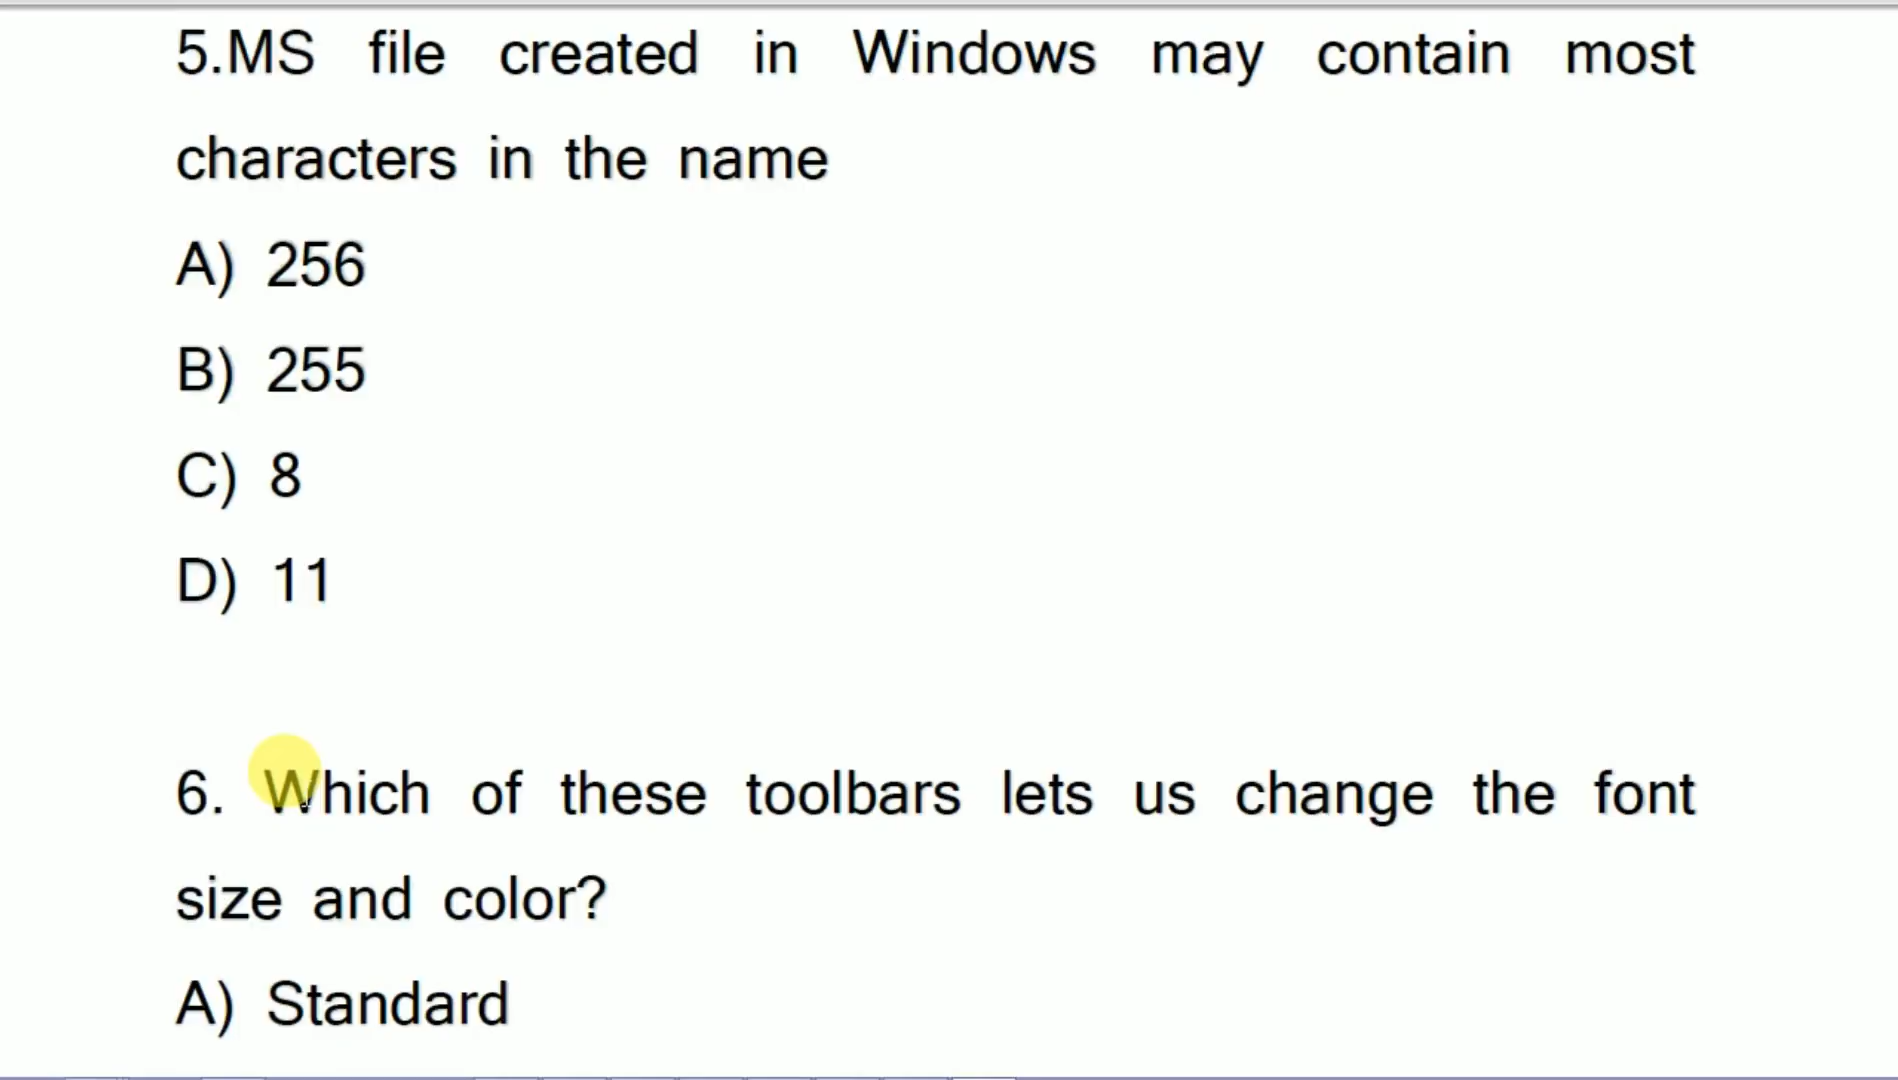 5.MS file created in Windows may contain most
characters in the name
A) 256
B) 255
C) 8
D) 11
6. Which of these toolbars lets us change the font
size and color?
A) Standard